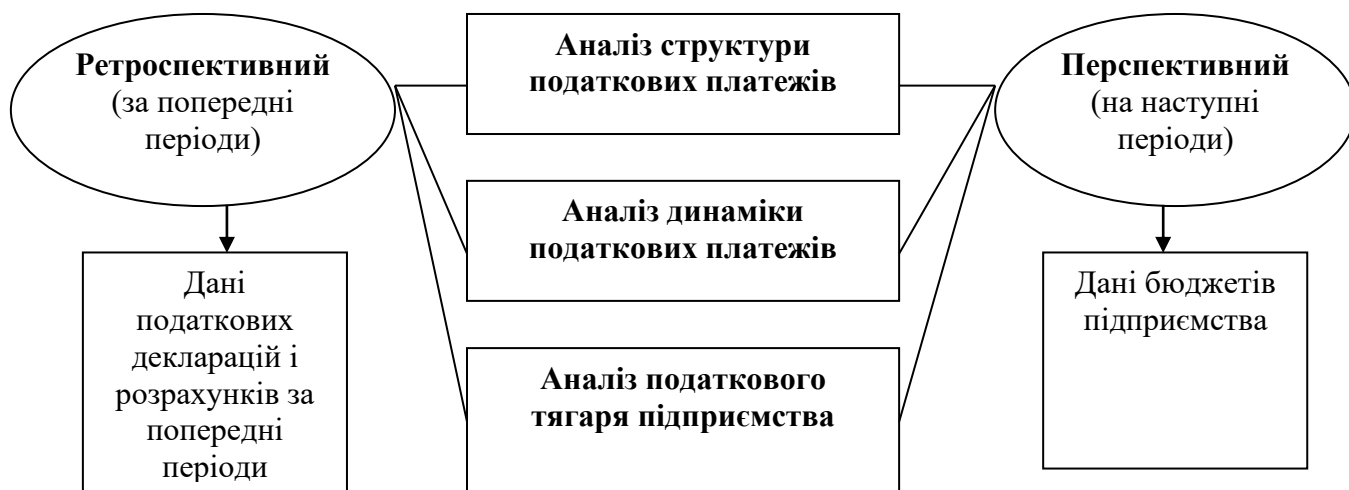 Ретроспективний
(за попередні
періоди)
Аналіз структури
податкових платежів
Перспективний
(на наступні
періоди)
Аналіз динаміки
податкових платежів
Дані
податкових
декларацій і
розрахунків за
попередні
періоди
Аналіз податкового
тягаря підприємства
Дані бюджетів
підприємства